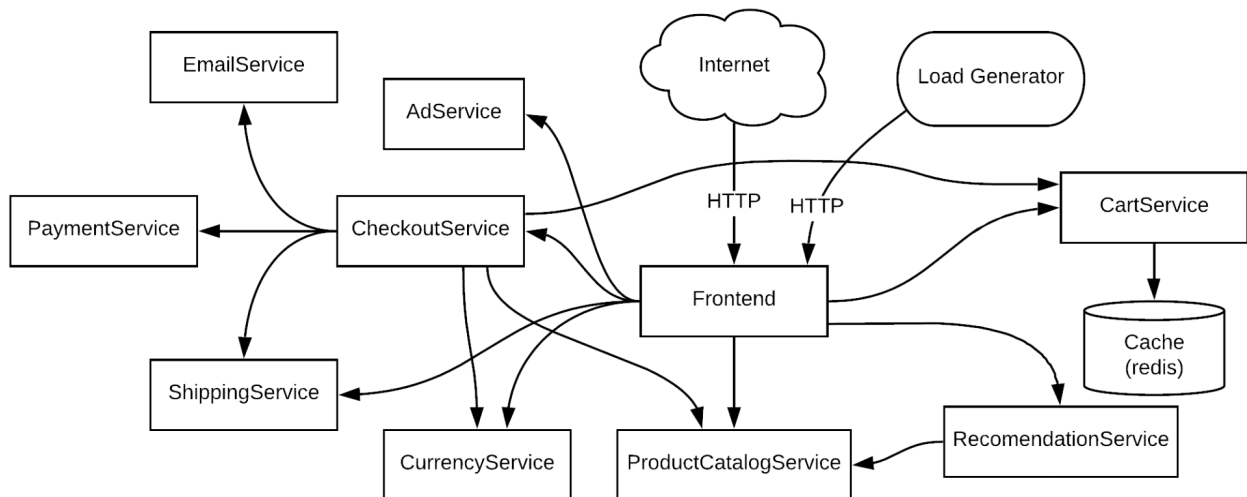 EmailService
Internet
Load Generator
AdService
HTTP
HTTP
PaymentService
CheckoutService
CartService
Frontend
Cache
(redis)
ShippingService
CurrencyService
ProductCatalogService
RecomendationService